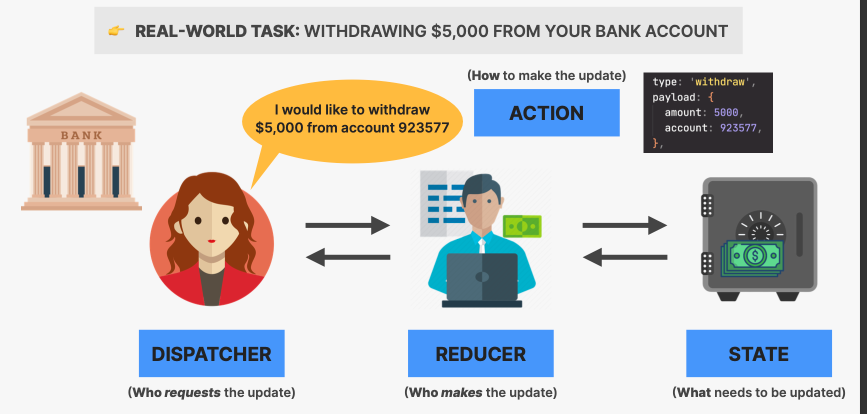 👉 REAL-WORLD TASK: WITHDRAWING $5,000 FROM YOUR BANK ACCOUNT
(How to make the update)
ACTION
type: 'withdraw',
payload: {
amount: 5000,
account: 923577,
},
I would like to withdraw
$5,000 from account 923577
BANK
DISPATCHER
(Who requests the update)
REDUCER
(Who makes the update)
STATE
(What needs to be updated)